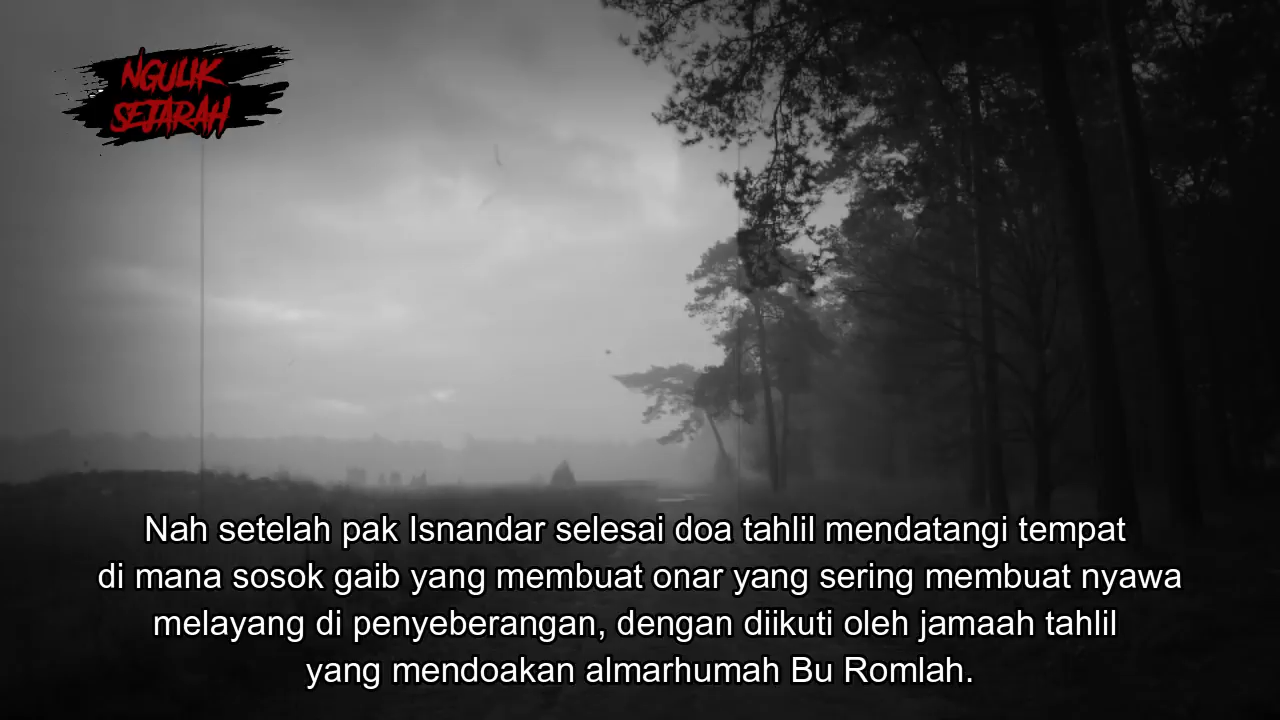 NGULIK
SEJARAH
Nah setelah pak Isnandar selesai doa tahlil mendatangi tempat
di mana sosok gaib yang membuat onar yang sering membuat nyawa
melayang di penyeberangan, dengan diikuti oleh jamaah tahlil
yang mendoakan almarhumah Bu Romlah.